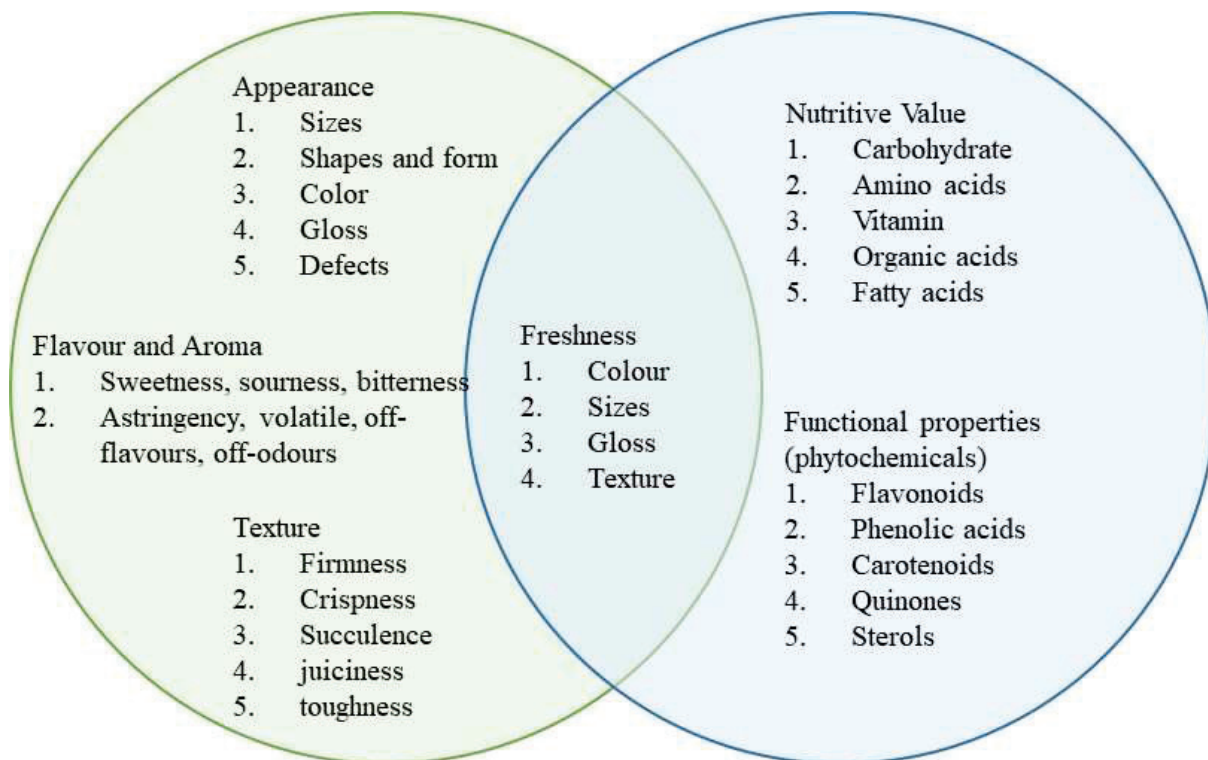 Appearance
1. Sizes
2. Shapes and form
3. Color
4. Gloss
5. Defects
Flavour and Aroma
1. Sweetness, sourness, bitterness
2. Astringency, volatile, off-
flavours, off-odours
Texture
1. Firmness
2. Crispness
3. Succulence
4. juiciness
5. toughness
Freshness
1. Colour
2. Sizes
3. Gloss
4. Texture
Nutritive Value
1. Carbohydrate
2. Amino acids
3. Vitamin
4. Organic acids
5. Fatty acids
Functional properties
(phytochemicals)
1. Flavonoids
2. Phenolic acids
3. Carotenoids
4. Quinones
5. Sterols